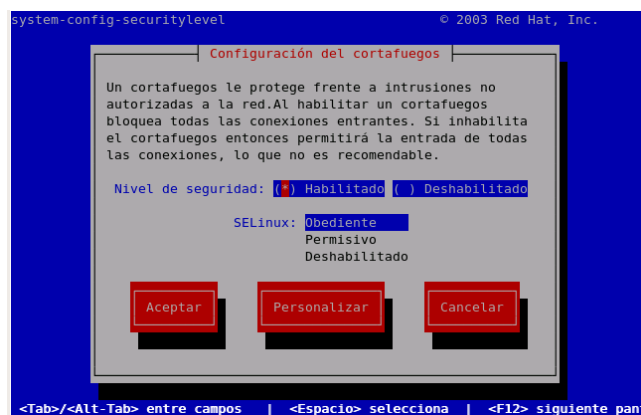 system-config-securitylevel © 2003 Red Hat, Inc.
Configuración del cortafuegos
Un cortafuegos le protege frente a intrusiones no
autorizadas a la red.Al habilitar un cortafuegos
bloquea todas las conexiones entrantes. Si inhabilita
el cortafuegos entonces permitirá la entrada de todas
las conexiones, lo que no es recomendable.
Nivel de seguridad: (*) Habilitado ( ) Deshabilitado
SELinux: Obediente
Permisivo
Deshabilitado
Aceptar Personalizar Cancelar
<Tab>/<Alt-Tab> entre campos | <Espacio> selecciona | <F12> siguiente pan